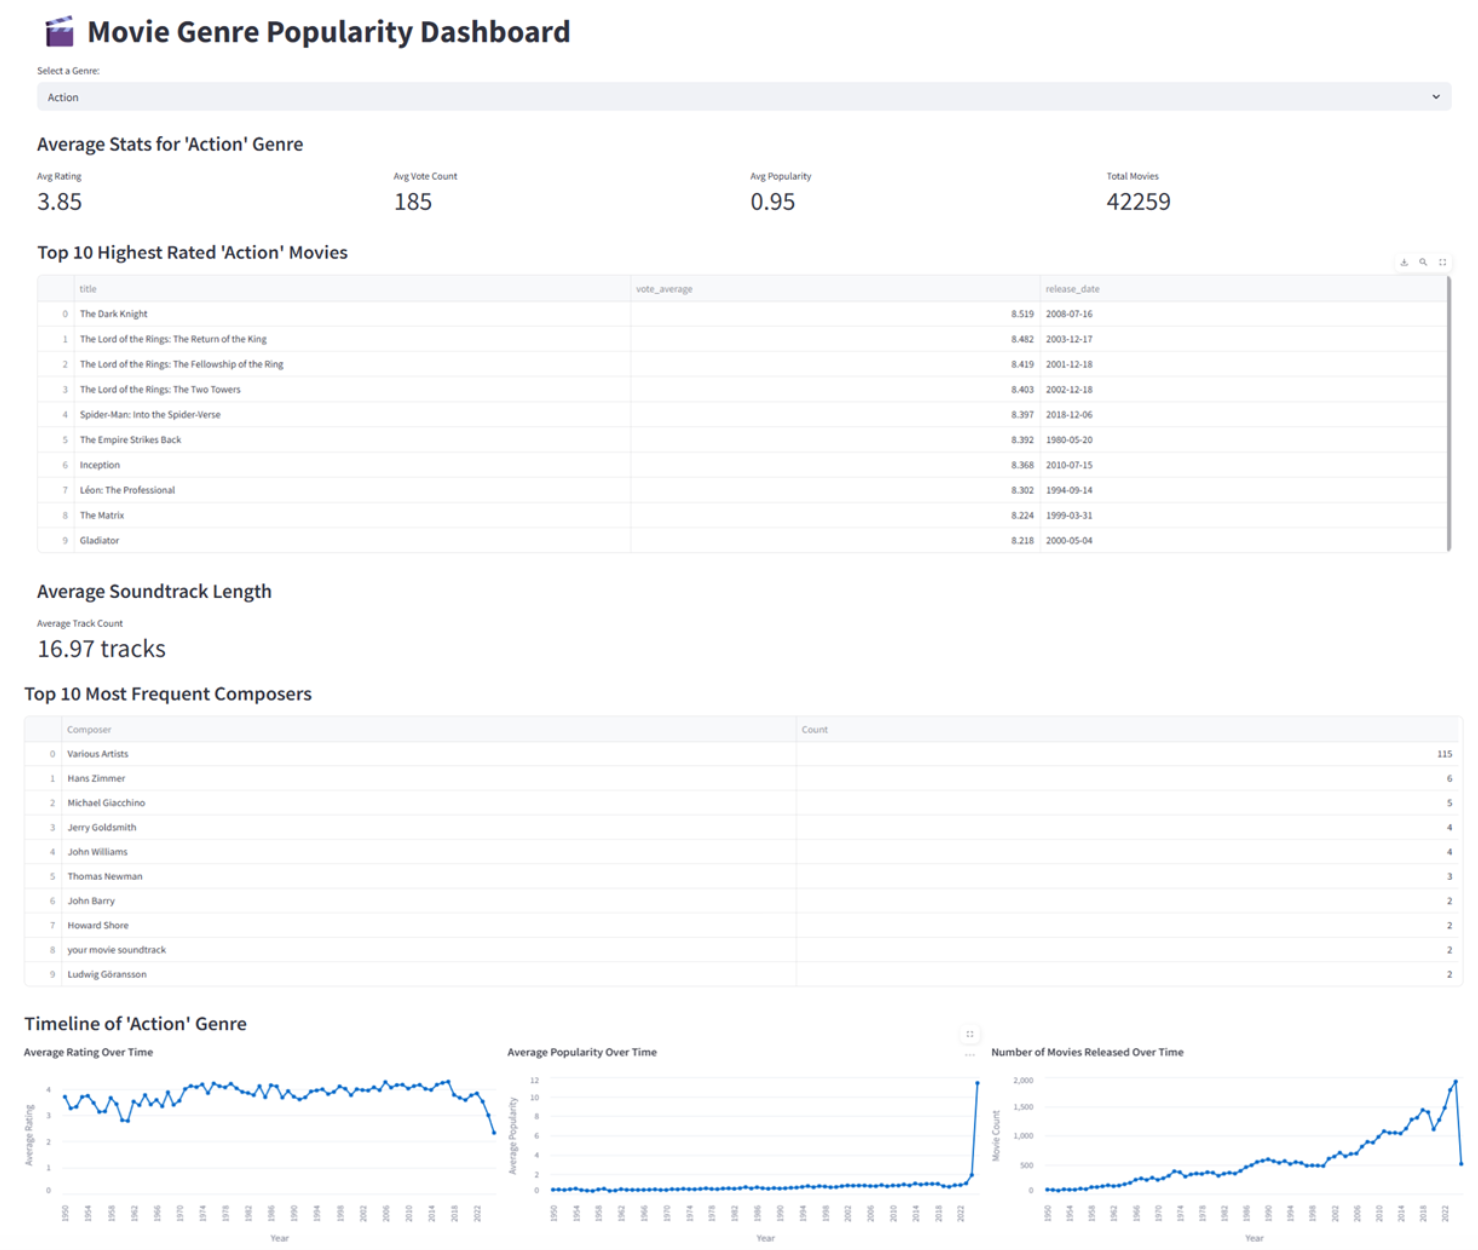 Movie Genre Popularity Dashboard
Select a Genre:
Action
Average Stats for 'Action' Genre
Avg Rating Avg Vote Count Avg Popularity Total Movies
3.85 185 0.95 42259
Top 10 Highest Rated 'Action' Movies
title vote_average release_date
0 The Dark Knight 8.519 2008-07-16
1 The Lord of the Rings: The Return of the King 8.482 2003-12-17
2 The Lord of the Rings: The Fellowship of the Ring 8.419 2001-12-18
3 The Lord of the Rings: The Two Towers 8.403 2002-12-18
4 Spider-Man: Into the Spider-Verse 8.397 2018-12-06
5 The Empire Strikes Back 8.392 1980-05-20
6 Inception 8.368 2010-07-15
7 Léon: The Professional 8.302 1994-09-14
8 The Matrix 8.224 1999-03-31
9 Gladiator 8.218 2000-05-04
Average Soundtrack Length
Average Track Count
16.97 tracks
Top 10 Most Frequent Composers
Composer Count
0 Various Artists 115
1 Hans Zimmer 6
2 Michael Giacchino 5
3 Jerry Goldsmith 4
4 John Williams 4
5 Thomas Newman 3
6 John Barry 2
7 Howard Shore 2
8 your movie soundtrack 2
9 Ludwig Göransson 2
Timeline of 'Action' Genre
Average Rating Over Time
Average Rating
4
3
2
1
0
1950 1954 1958 1962 1966 1970 1974 1978 1982 1986 1990 1994 1998 2002 2006 2010 2014 2018 2022
Year
Average Popularity Over Time
Average Popularity
12
10
8
6
4
2
0
1950 1954 1958 1962 1966 1970 1974 1978 1982 1986 1990 1994 1998 2002 2006 2010 2014 2018 2022
Year
Number of Movies Released Over Time
Movie Count
2,000
1,500
1,000
500
0
1950 1954 1958 1962 1966 1970 1974 1978 1982 1986 1990 1994 1998 2002 2006 2010 2014 2018 2022
Year